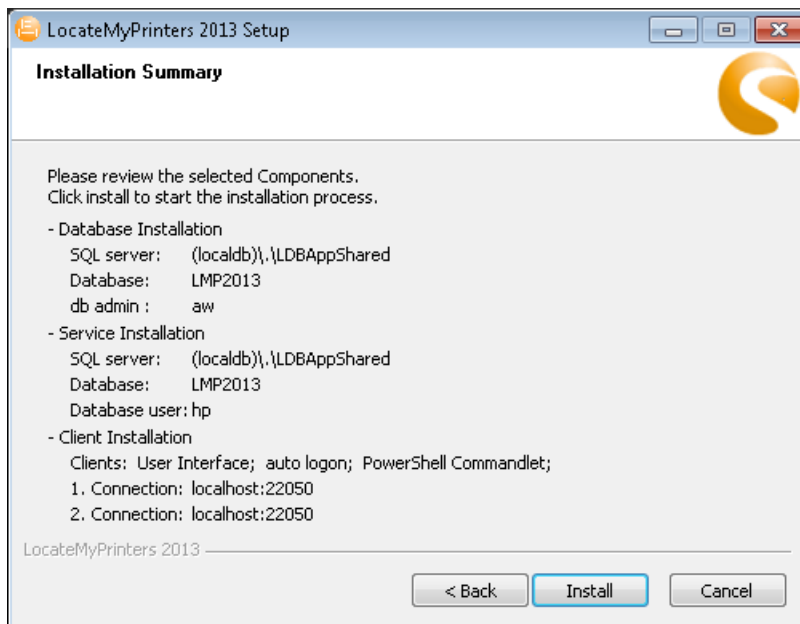 LocateMyPrinters 2013 Setup
Installation Summary
Please review the selected Components.
Click install to start the installation process.
- Database Installation
SQL server: (localdb)\.\LDBAppShared
Database: LMP2013
db admin : aw
- Service Installation
SQL server: (localdb)\.\LDBAppShared
Database: LMP2013
Database user: hp
- Client Installation
Clients: User Interface; auto logon; PowerShell Commandlet;
1. Connection: localhost:22050
2. Connection: localhost:22050
LocateMyPrinters 2013
< Back Install Cancel